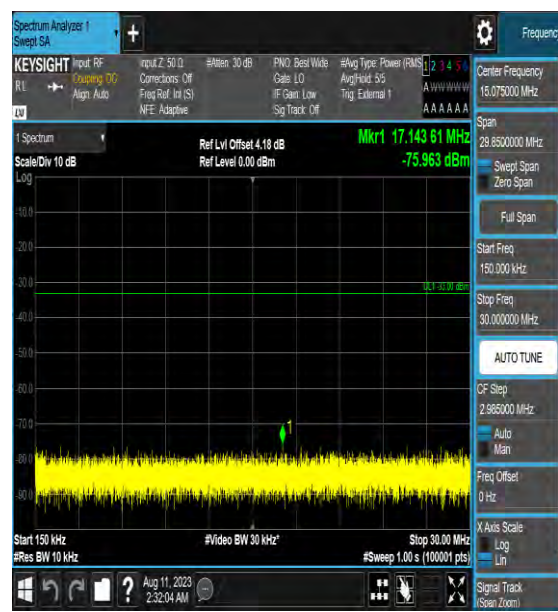 Spectrum Analyzer 1
Swept SA
+
Frequenc
KEYSIGHT Input: RF Input Z: 50 Ω #Atten: 30 dB PNO: Best Wide #Avg Type: Power (RMS 1 2 3 4 5 6
RL Coupling: DC Corrections: Off Gate: LO Avg|Hold: 5/5 A W W W W W
Align: Auto Freq Ref: Int (S) IF Gain: Low Trig: External 1
LXI NFE: Adaptive Sig Track: Off A A A A A A
1 Spectrum Ref Lvl Offset 4.18 dB Mkr1 17.143 61 MHz
Scale/Div 10 dB Ref Level 0.00 dBm -75.963 dBm
Log
-10.0
-20.0
-30.0
DL1 -33.00 dBm
-40.0
-50.0
-60.0
-70.0
1
-80.0
-90.0
Start 150 kHz #Video BW 30 kHz* Stop 30.00 MHz
#Res BW 10 kHz #Sweep 1.00 s (100001 pts)
? Aug 11, 2023
2:32:04 AM
Center Frequency
15.075000 MHz
Span
29.8500000 MHz
Swept Span
Zero Span
Full Span
Start Freq
150.000 kHz
Stop Freq
30.000000 MHz
AUTO TUNE
CF Step
2.985000 MHz
Auto
Man
Freq Offset
0 Hz
X Axis Scale
Log
Lin
Signal Track
(Span Zoom)